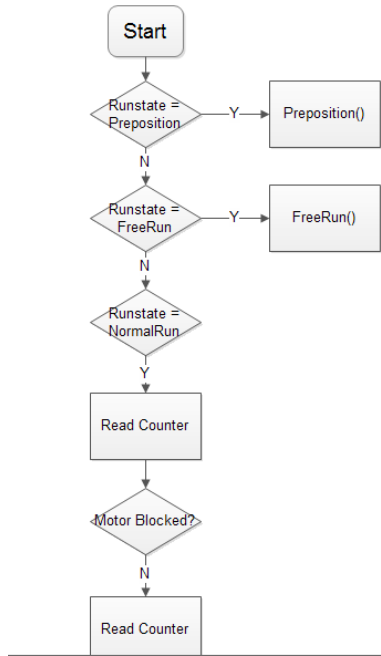 Start
Runstate =
Preposition
Y
Preposition()
N
Runstate =
FreeRun
Y
FreeRun()
N
Runstate =
NormalRun
Y
Read Counter
Motor Blocked?
N
Read Counter